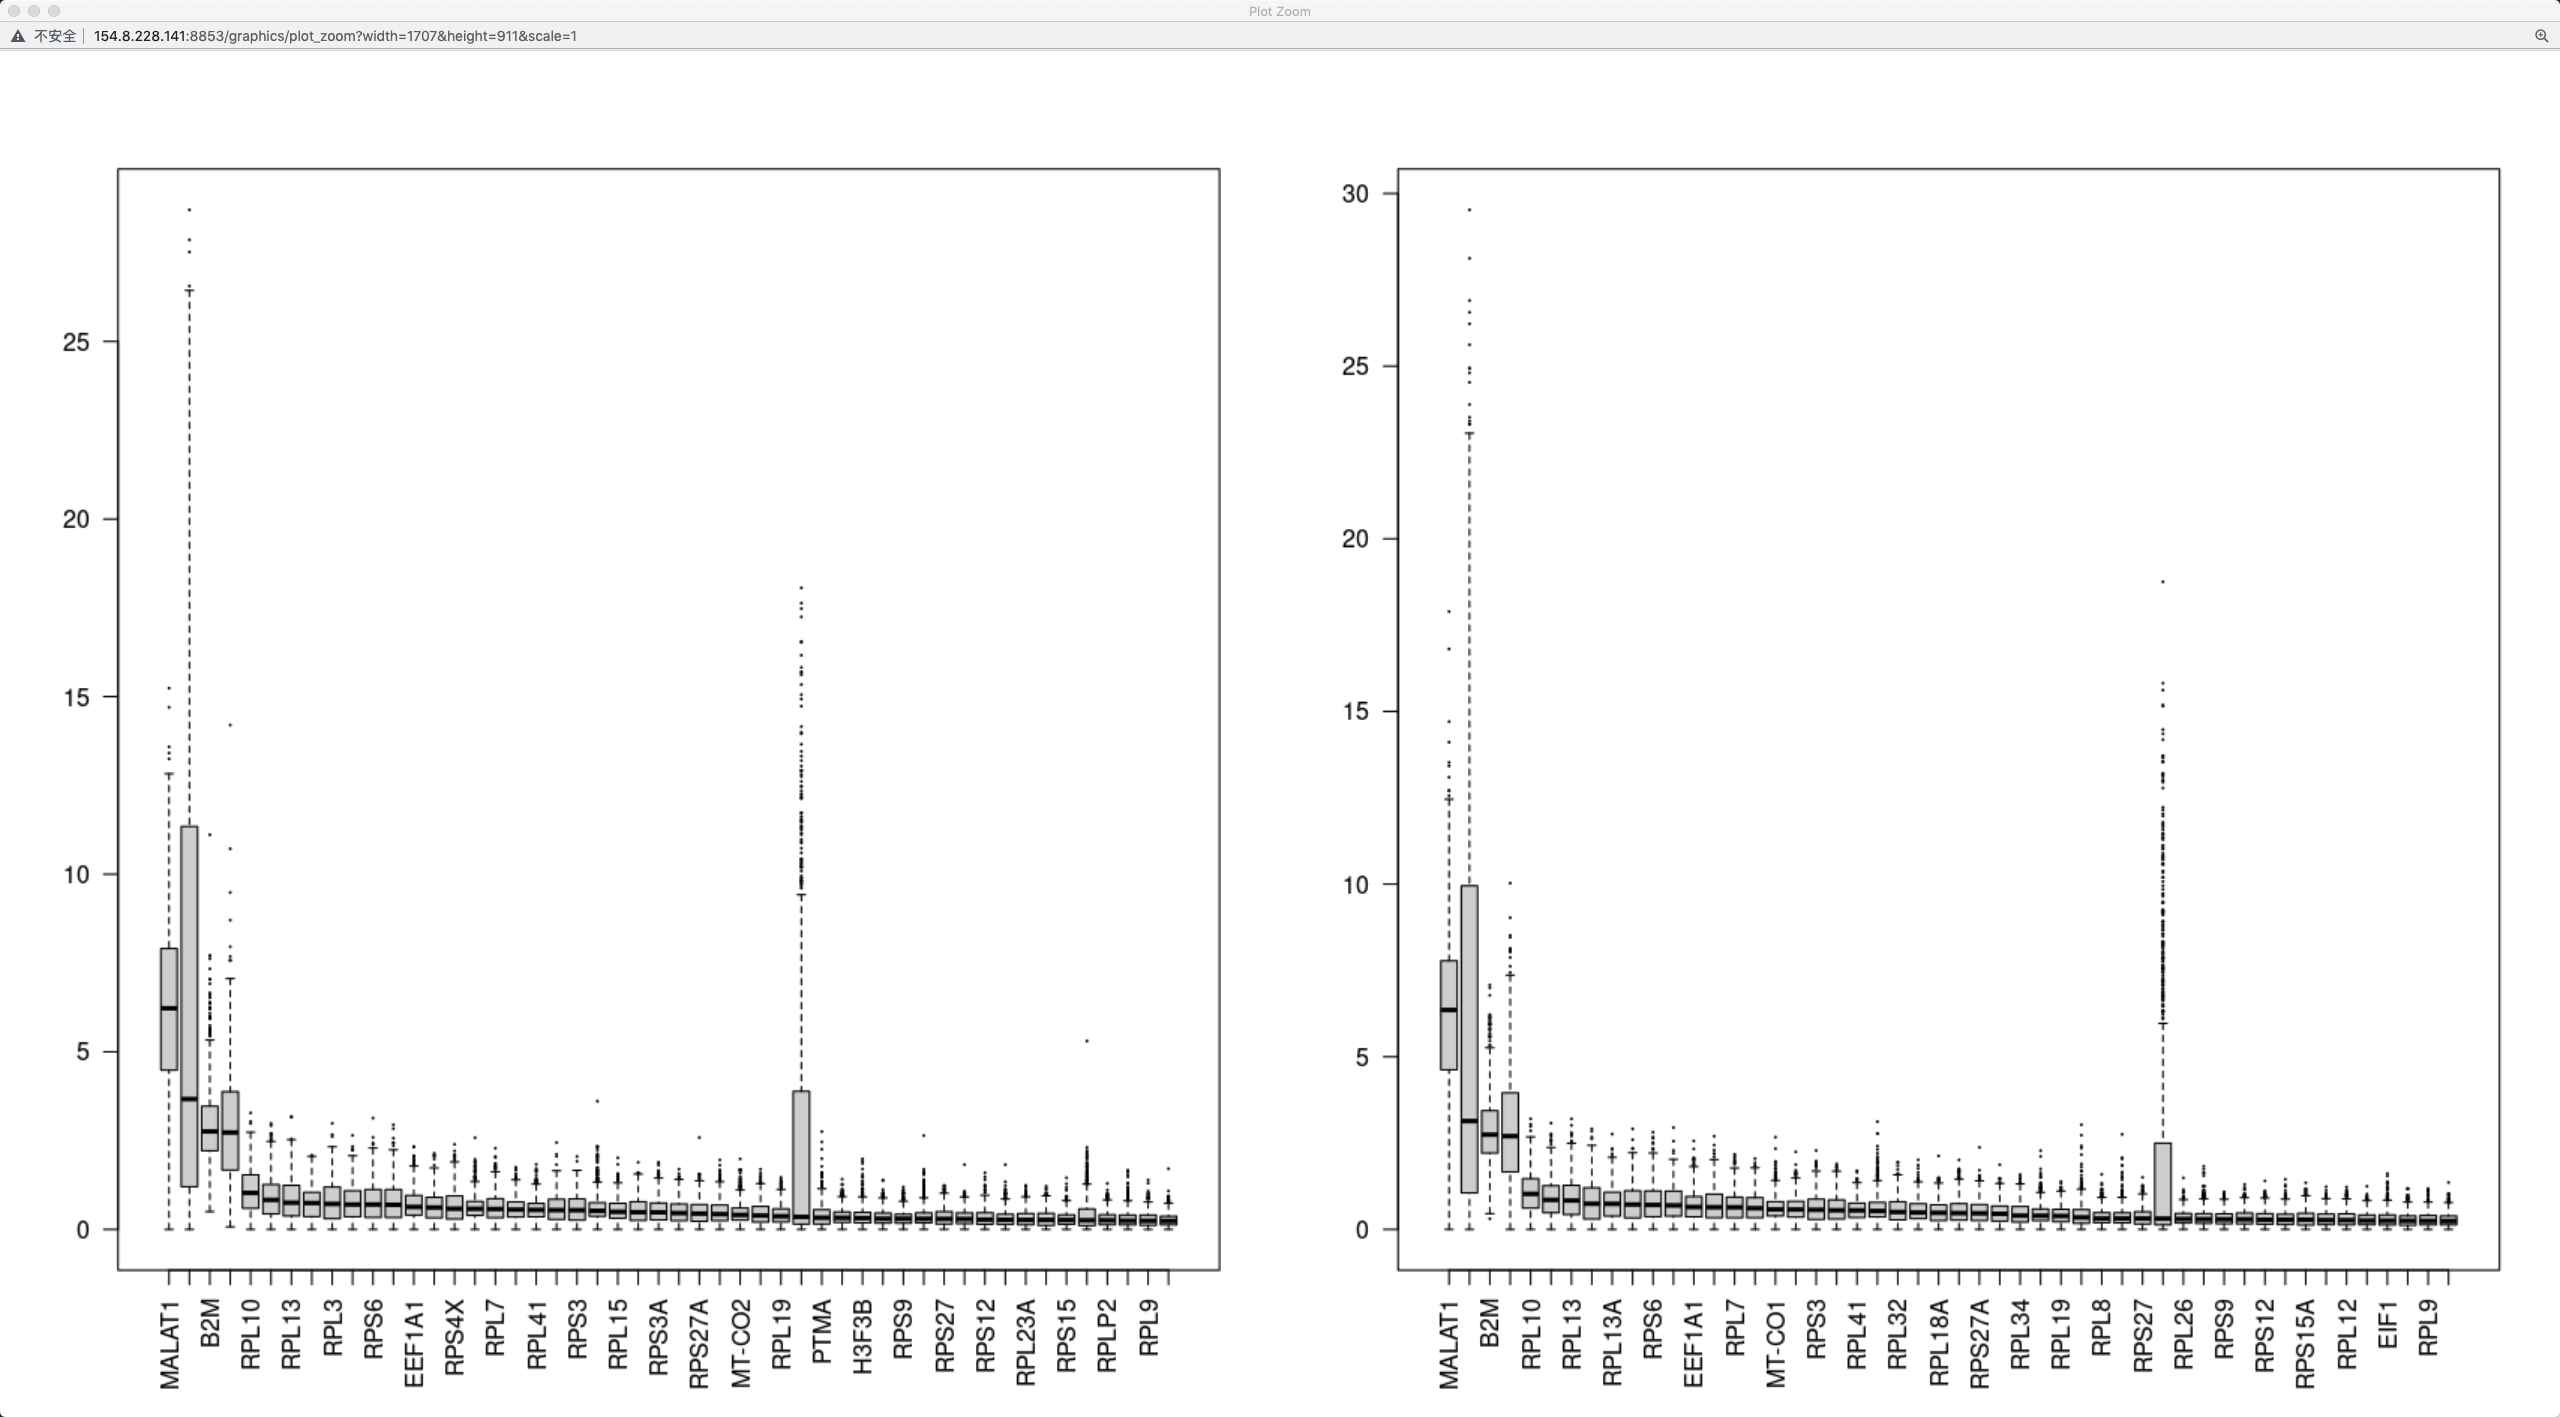 Plot Zoom
不安全 154.8.228.141:8853/graphics/plot_zoom?width=1707&height=911&scale=1
25
20
15
10
5
0
MALAT1
B2M
RPL10
RPL13
RPL3
RPS6
EEF1A1
RPS4X
RPL7
RPL41
RPS3
RPL15
RPS3A
RPS27A
MT-CO2
RPL19
PTMA
H3F3B
RPS9
RPS27
RPS12
RPL23A
RPS15
RPLP2
RPL9
30
25
20
15
10
5
0
MALAT1
B2M
RPL10
RPL13
RPL13A
RPS6
EEF1A1
RPL7
MT-CO1
RPS3
RPL41
RPL32
RPL18A
RPS27A
RPL34
RPL19
RPL8
RPS27
RPL26
RPS9
RPS12
RPS15A
RPL12
EIF1
RPL9